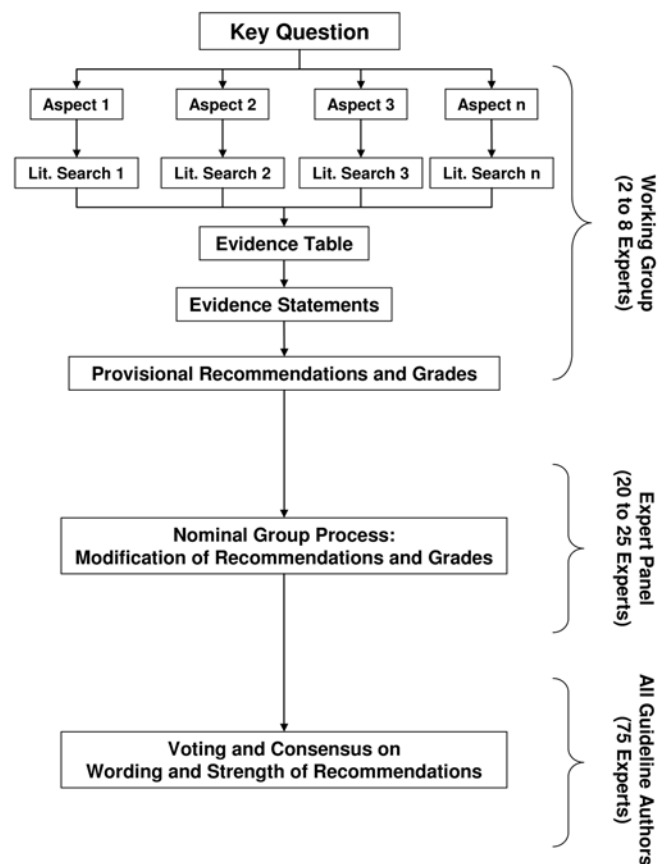 Key Question
Aspect 1
Aspect 2
Aspect 3
Aspect n
Lit. Search 1
Lit. Search 2
Lit. Search 3
Lit. Search n
Evidence Table
Evidence Statements
Provisional Recommendations and Grades
Working Group
(2 to 8 Experts)
Nominal Group Process:
Modification of Recommendations and Grades
Expert Panel
(20 to 25 Experts)
Voting and Consensus on
Wording and Strength of Recommendations
All Guideline Authors
(75 Experts)